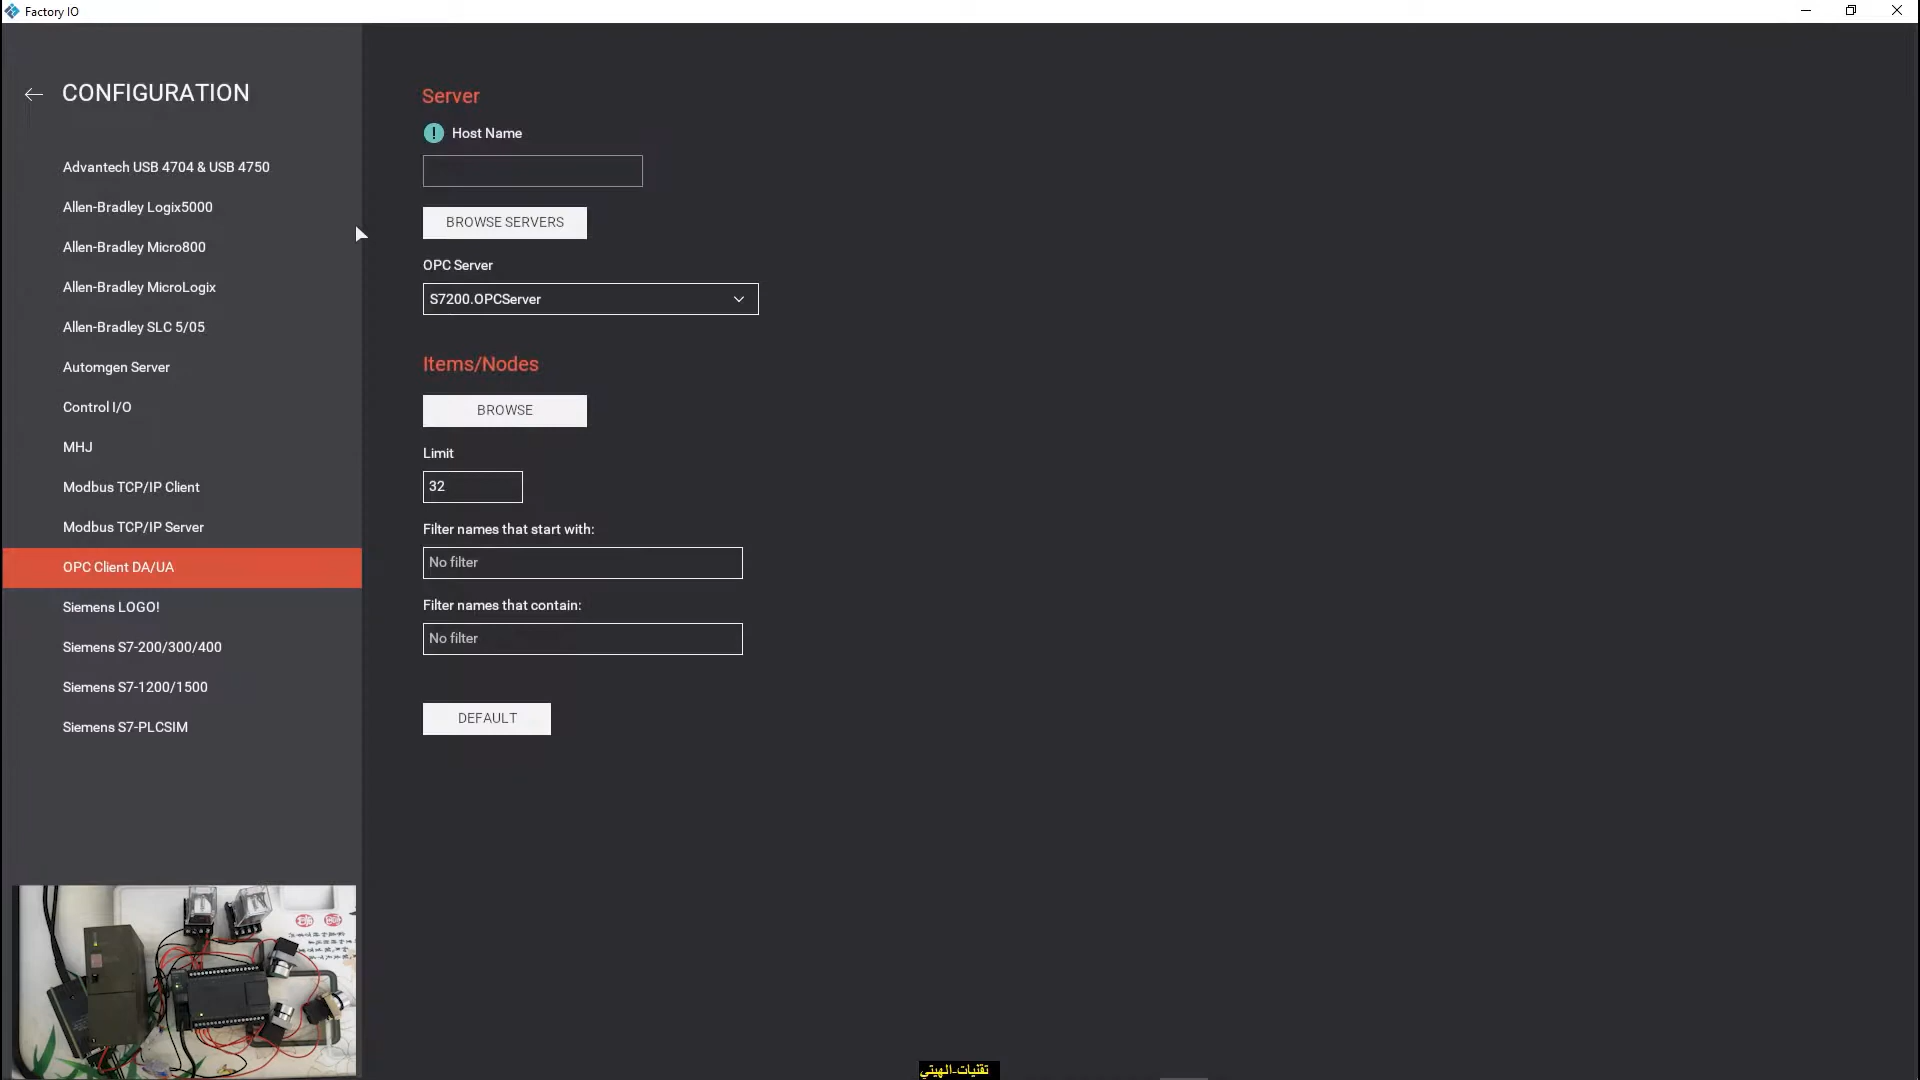 Factory IO
CONFIGURATION
Advantech USB 4704 & USB 4750
Allen-Bradley Logix5000
Allen-Bradley Micro800
Allen-Bradley MicroLogix
Allen-Bradley SLC 5/05
Automgen Server
Control I/O
MHJ
Modbus TCP/IP Client
Modbus TCP/IP Server
OPC Client DA/UA
Siemens LOGO!
Siemens S7-200/300/400
Siemens S7-1200/1500
Siemens S7-PLCSIM
Server
! Host Name
BROWSE SERVERS
OPC Server
S7200.OPCServer
Items/Nodes
BROWSE
Limit
32
Filter names that start with:
No filter
Filter names that contain:
No filter
DEFAULT
تقنيات-الهيتي